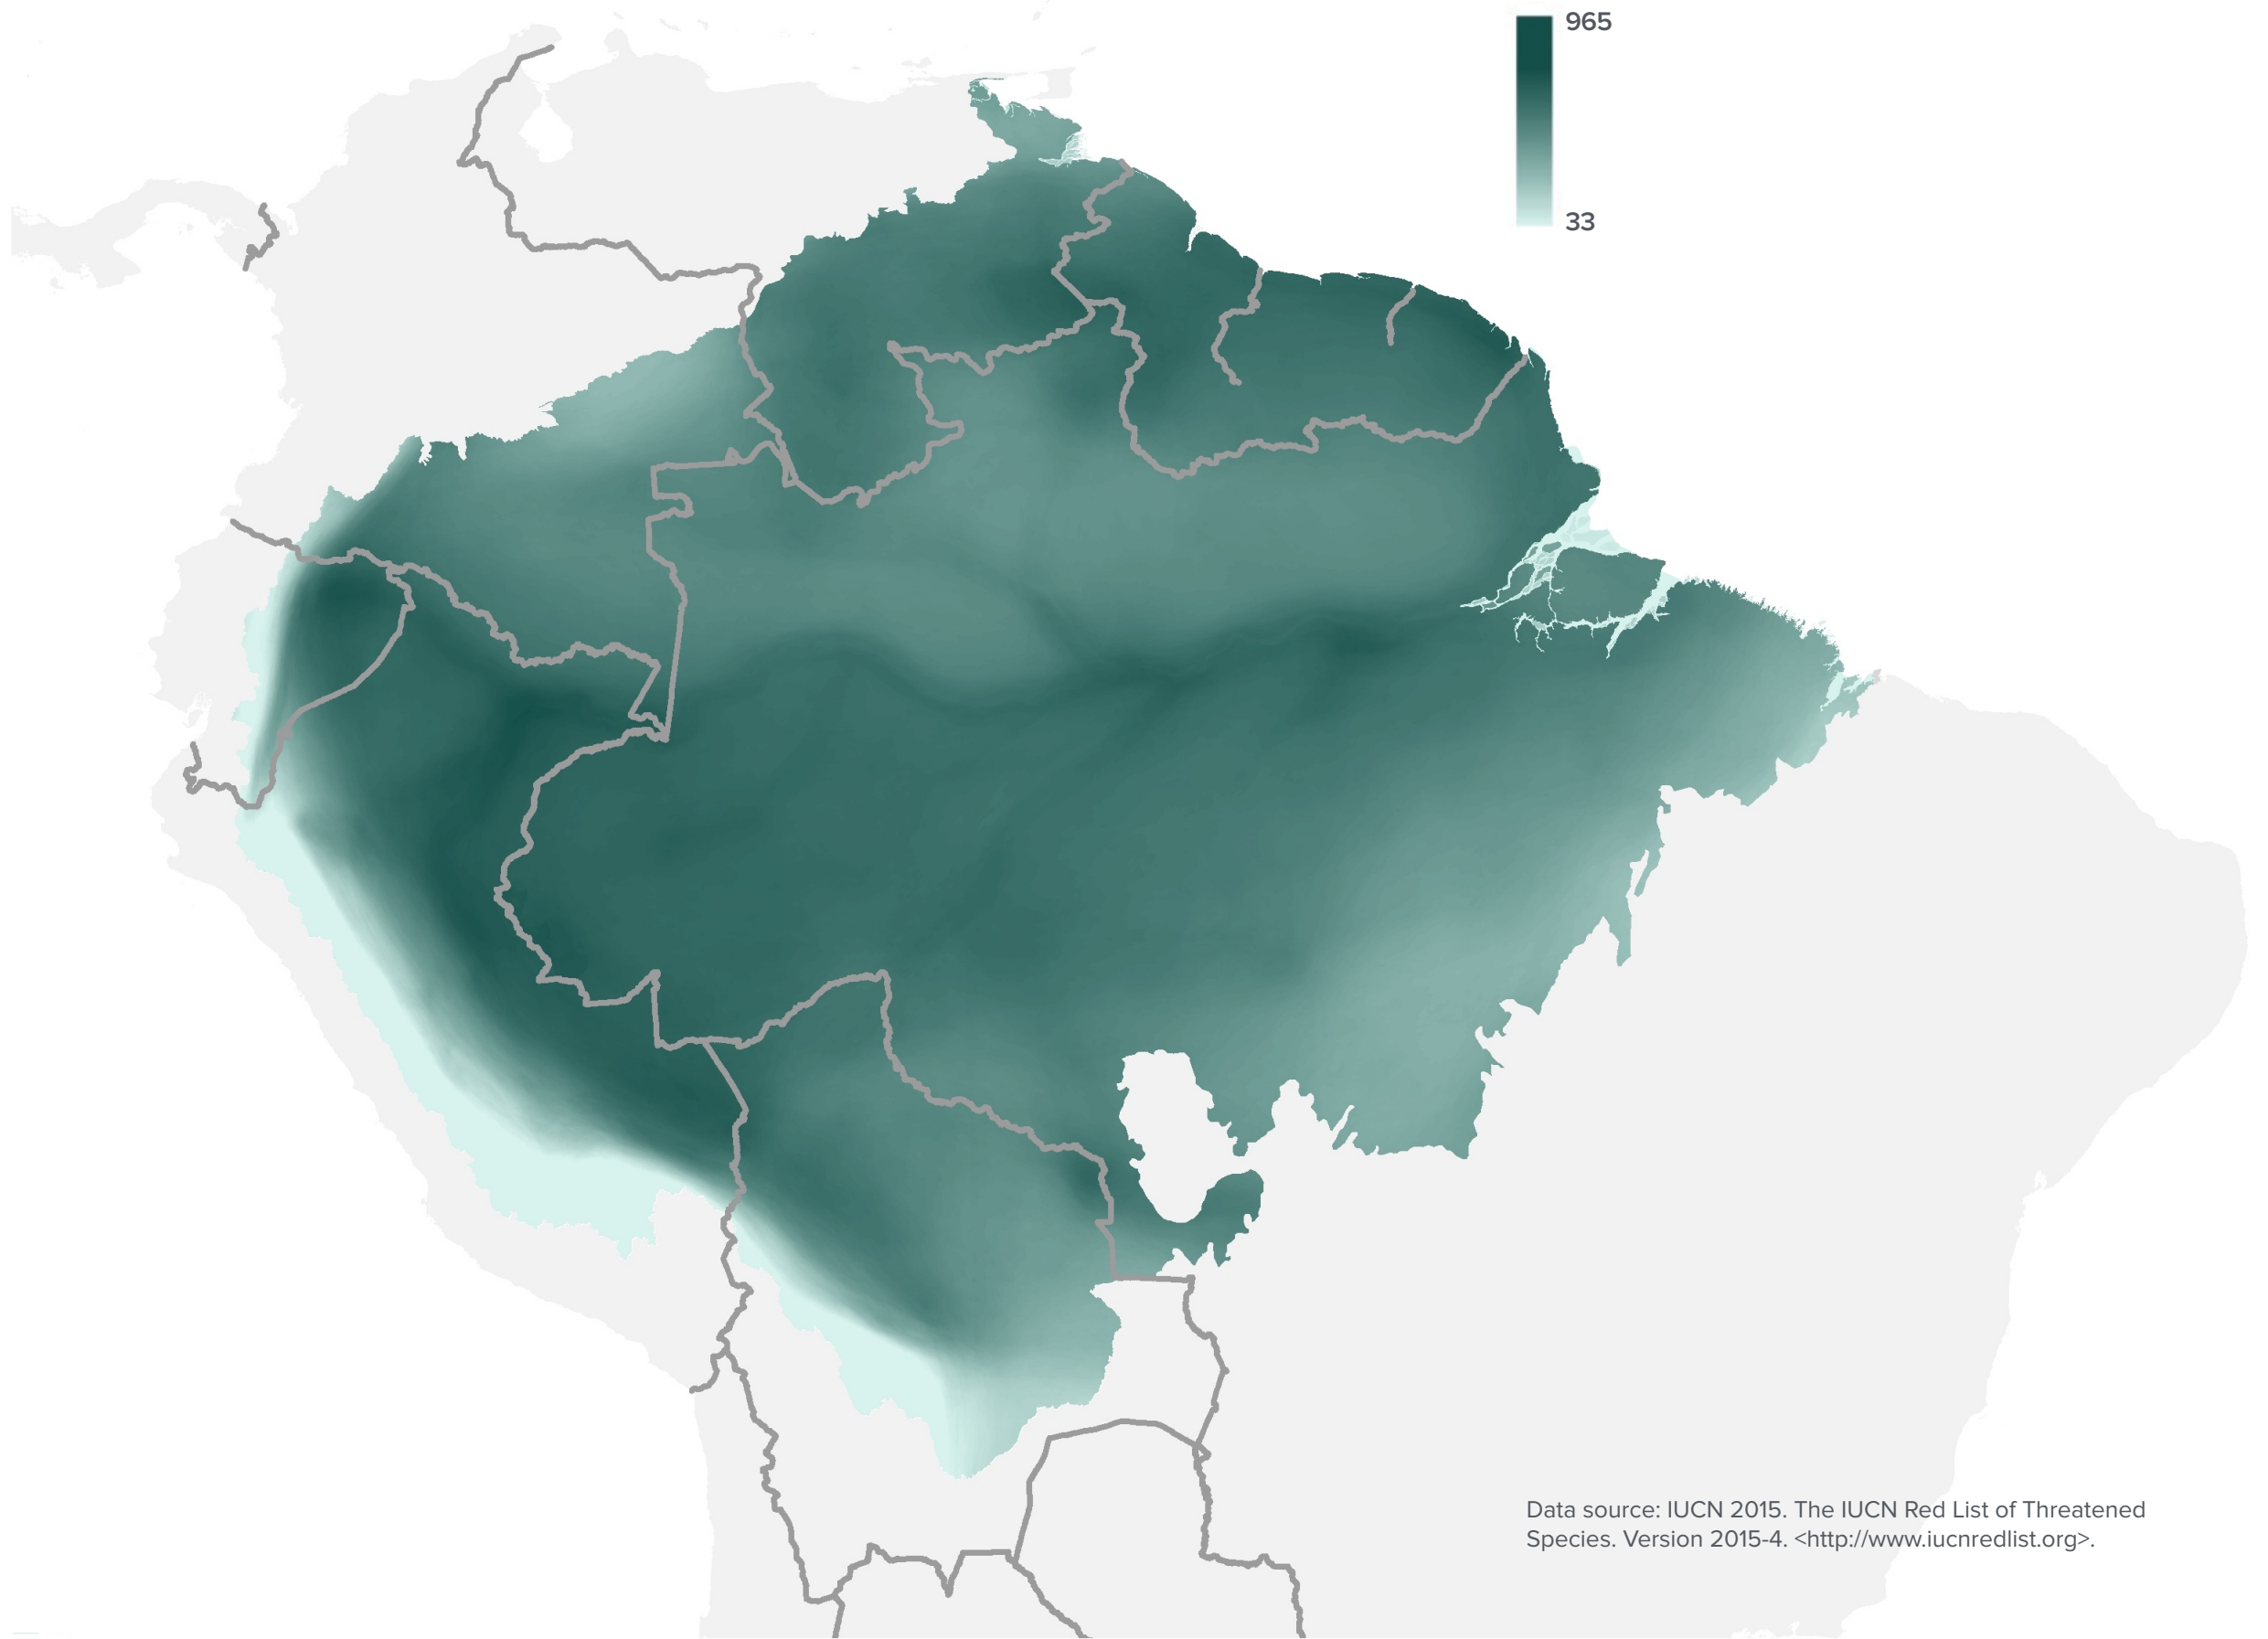 965
33
Data source: IUCN 2015. The IUCN Red List of Threatened
Species. Version 2015-4. <http://www.iucnredlist.org>.